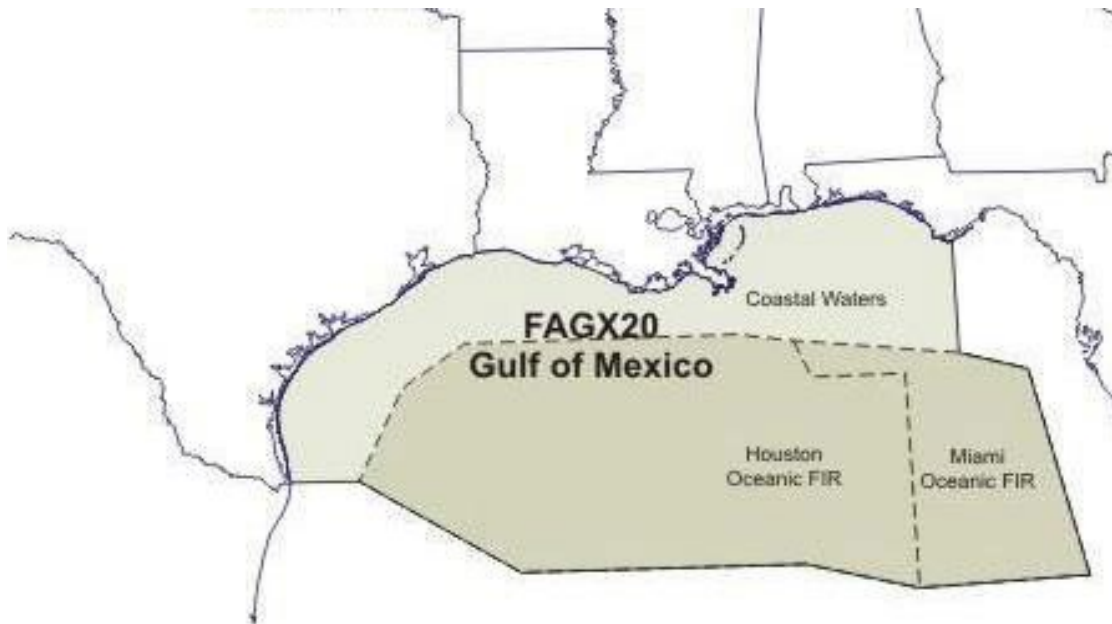 Coastal Waters
FAGX20
Gulf of Mexico
Houston
Oceanic FIR
Miami
Oceanic FIR